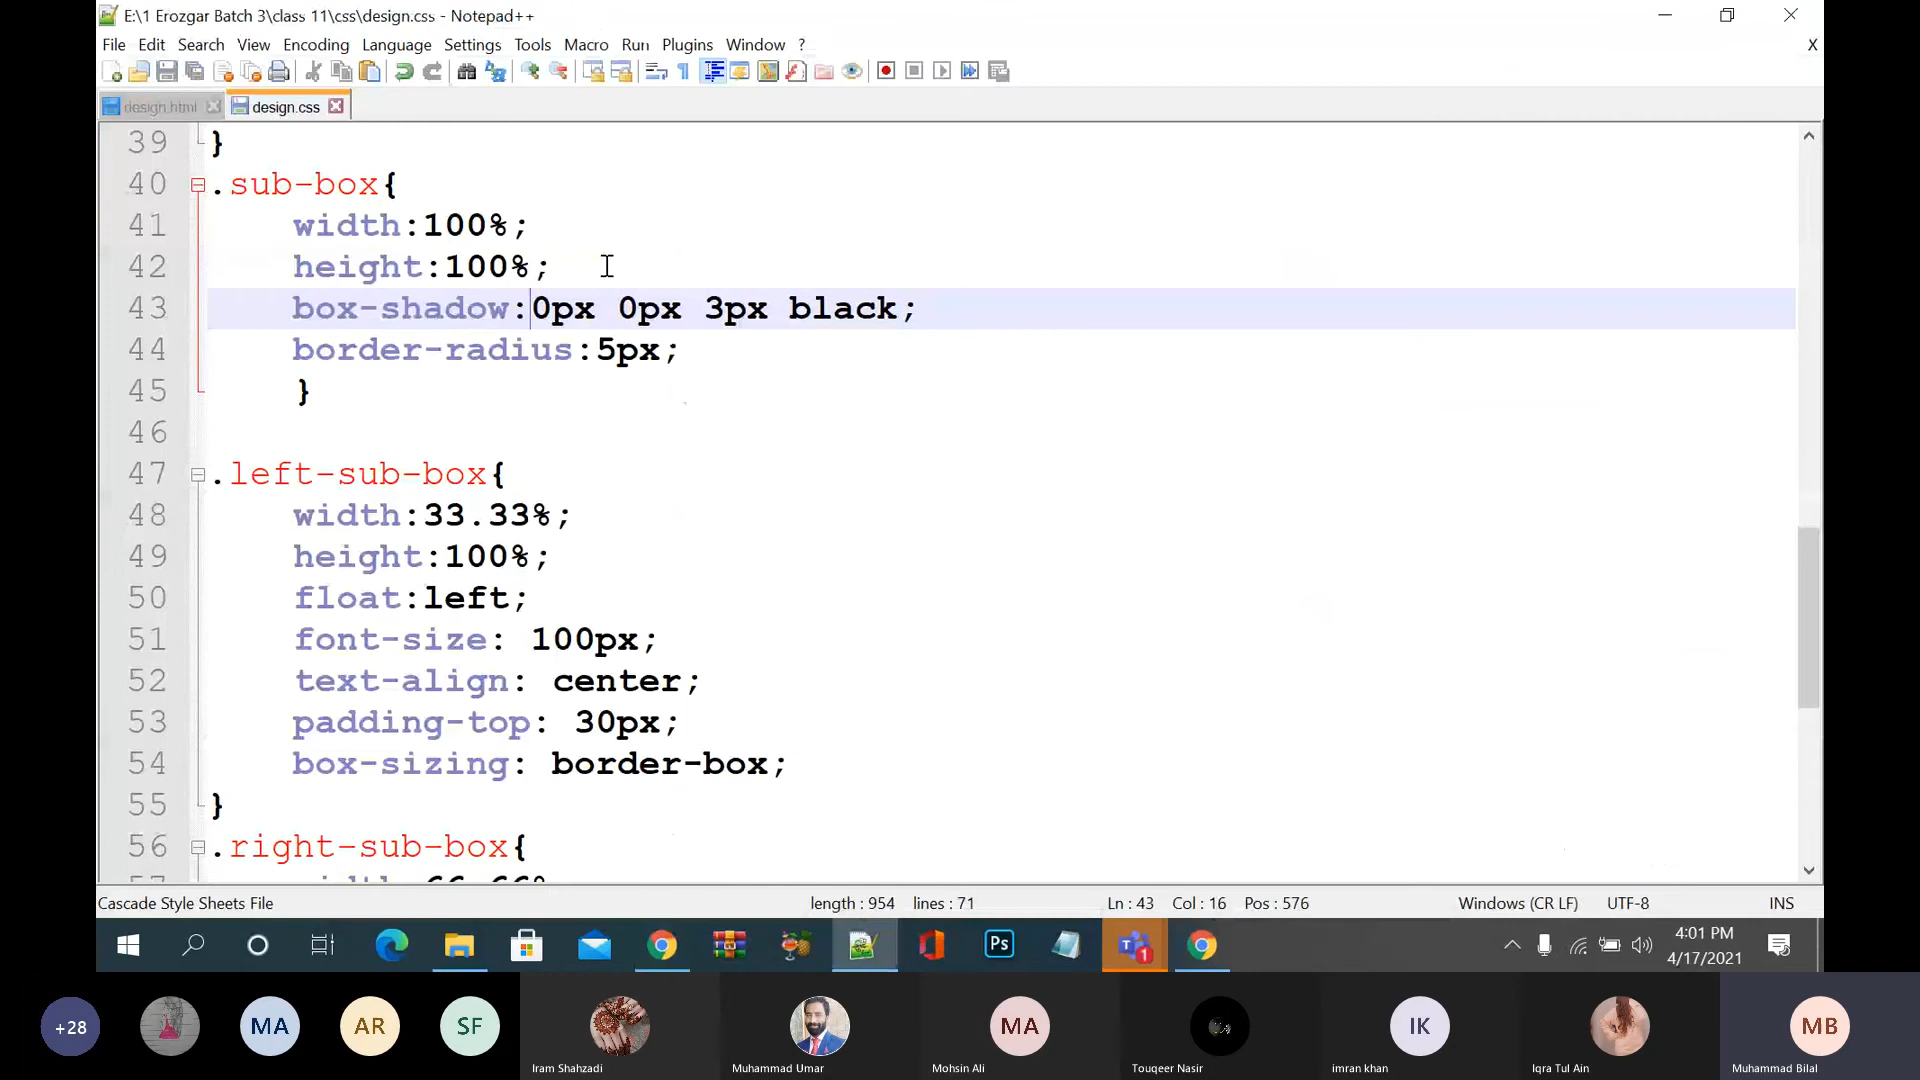 E:\1 Erozgar Batch 3\class 11\css\design.css - Notepad++
File Edit Search View Encoding Language Settings Tools Macro Run Plugins Window ? X
design.html design.css
39 }
40 .sub-box{
41 width:100%;
42 height:100%;
43 box-shadow:0px 0px 3px black;
44 border-radius:5px;
45 }
46
47 .left-sub-box{
48 width:33.33%;
49 height:100%;
50 float:left;
51 font-size: 100px;
52 text-align: center;
53 padding-top: 30px;
54 box-sizing: border-box;
55 }
56 .right-sub-box{
Cascade Style Sheets File length : 954 lines : 71 Ln : 43 Col : 16 Pos : 576 Windows (CR LF) UTF-8 INS
Ps 1 4:01 PM
4/17/2021
+28 MA AR SF MA IK MB
Iram Shahzadi Muhammad Umar Mohsin Ali Touqeer Nasir imran khan Iqra Tul Ain Muhammad Bilal